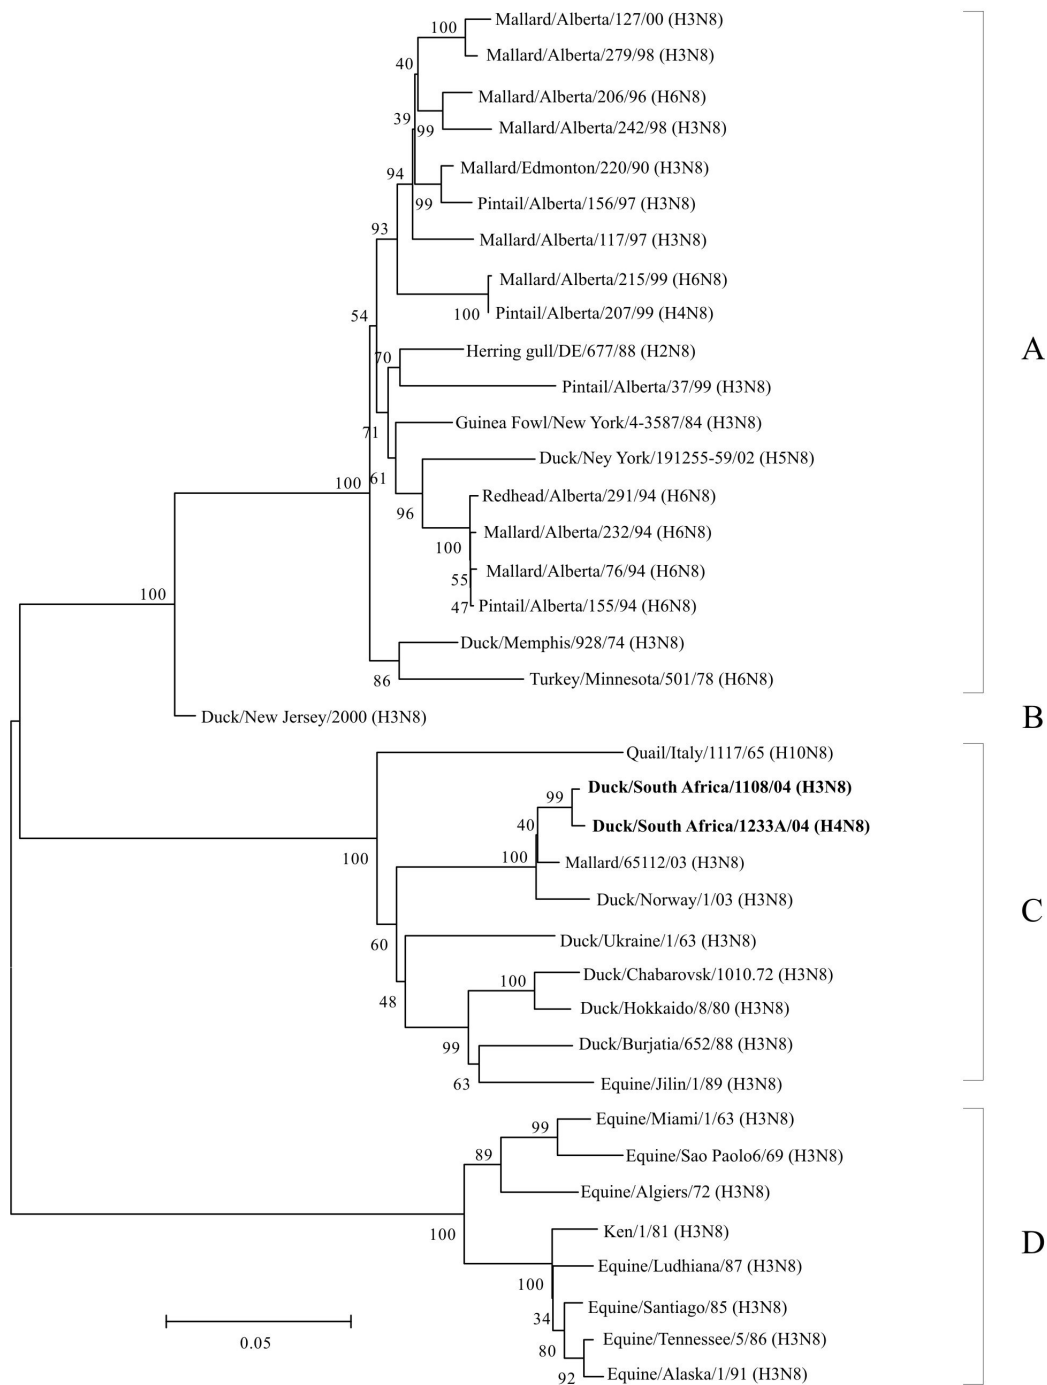 Mallard/Alberta/127/00 (H3N8)
100
Mallard/Alberta/279/98 (H3N8)
40
Mallard/Alberta/206/96 (H6N8)
39
99
Mallard/Alberta/242/98 (H3N8)
Mallard/Edmonton/220/90 (H3N8)
94
99
Pintail/Alberta/156/97 (H3N8)
93
Mallard/Alberta/117/97 (H3N8)
Mallard/Alberta/215/99 (H6N8)
100
Pintail/Alberta/207/99 (H4N8)
54
Herring gull/DE/677/88 (H2N8)
A
70
Pintail/Alberta/37/99 (H3N8)
Guinea Fowl/New York/4-3587/84 (H3N8)
71
Duck/Ney York/191255-59/02 (H5N8)
100
61
Redhead/Alberta/291/94 (H6N8)
96
Mallard/Alberta/232/94 (H6N8)
100
Mallard/Alberta/76/94 (H6N8)
55
100
47
Pintail/Alberta/155/94 (H6N8)
Duck/Memphis/928/74 (H3N8)
86
Turkey/Minnesota/501/78 (H6N8)
Duck/New Jersey/2000 (H3N8)
B
Quail/Italy/1117/65 (H10N8)
Duck/South Africa/1108/04 (H3N8)
99
40
Duck/South Africa/1233A/04 (H4N8)
100
100
Mallard/65112/03 (H3N8)
Duck/Norway/1/03 (H3N8)
C
60
Duck/Ukraine/1/63 (H3N8)
Duck/Chabarovsk/1010.72 (H3N8)
100
48
Duck/Hokkaido/8/80 (H3N8)
99
Duck/Burjatia/652/88 (H3N8)
63
Equine/Jilin/1/89 (H3N8)
Equine/Miami/1/63 (H3N8)
99
89
Equine/Sao Paolo6/69 (H3N8)
Equine/Algiers/72 (H3N8)
100
Ken/1/81 (H3N8)
D
Equine/Ludhiana/87 (H3N8)
100
Equine/Santiago/85 (H3N8)
34
Equine/Tennessee/5/86 (H3N8)
0.05
80
Equine/Alaska/1/91 (H3N8)
92